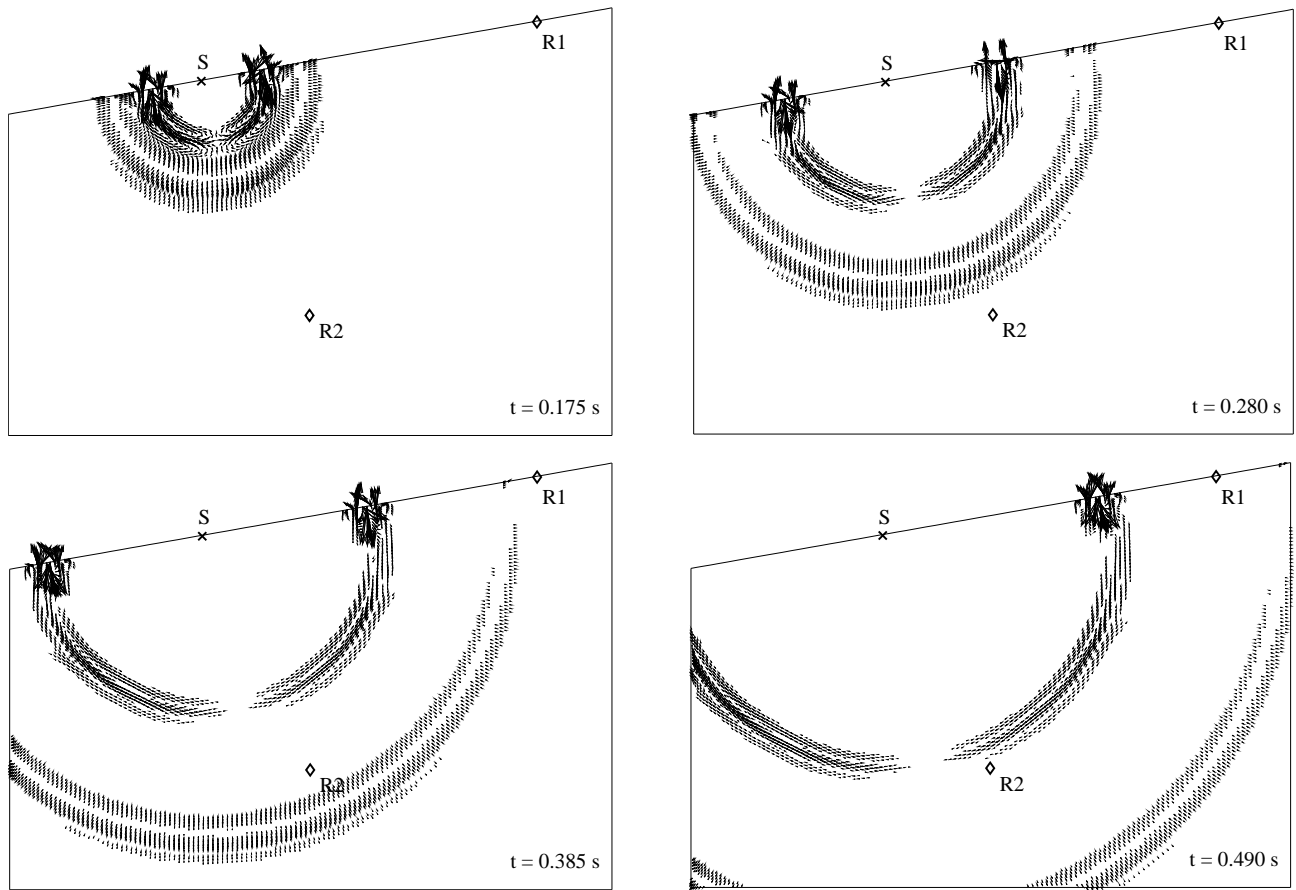 R1
S
R2
t = 0.175 s
R1
S
R2
t = 0.280 s
R1
S
R2
t = 0.385 s
R1
S
R2
t = 0.490 s